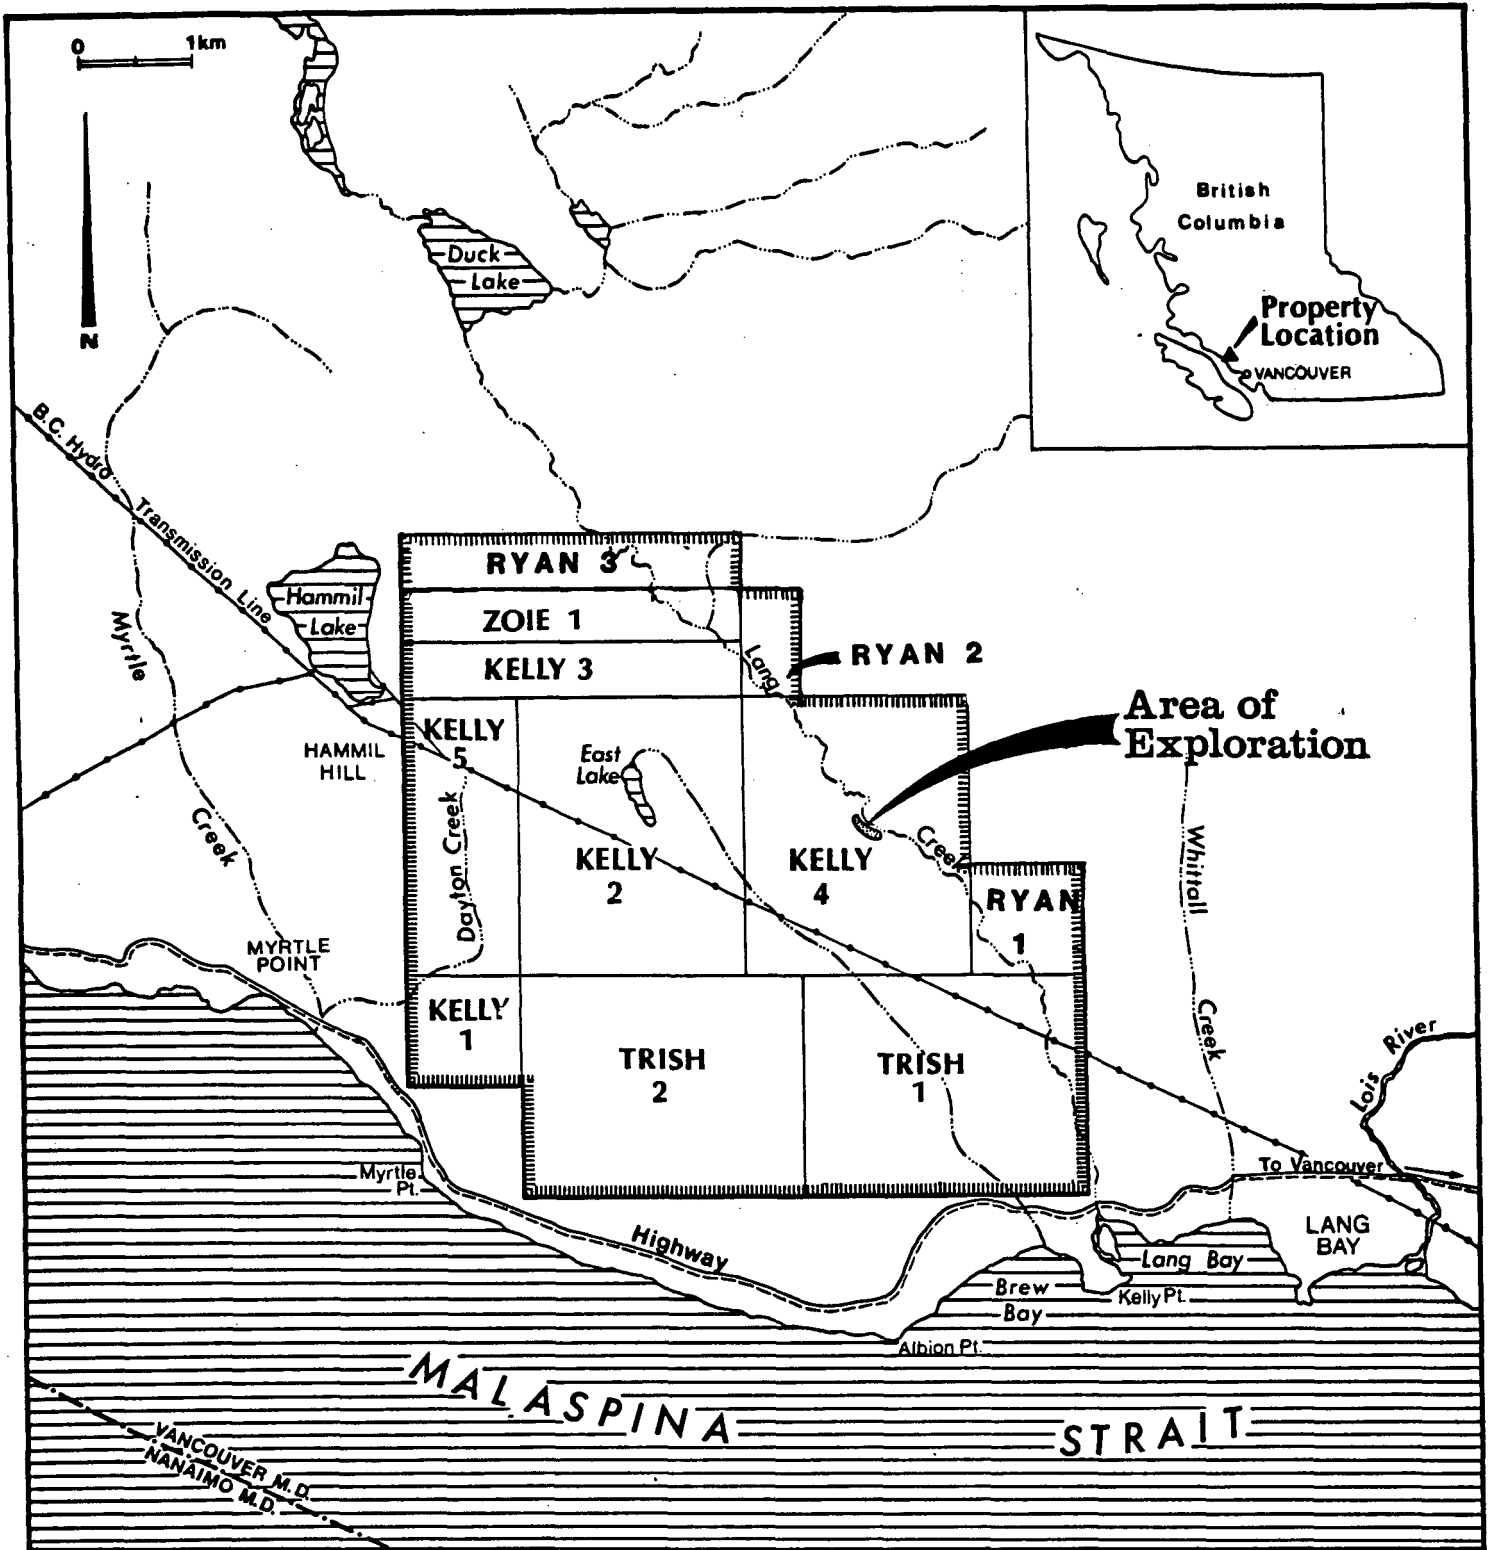 0 1km
N
British
Columbia
Property
Location
VANCOUVER
Duck
Lake
B.C. Hydro Transmission Line
Hammil
Lake
Myrtle
Creek
HAMMIL
HILL
MYRTLE
POINT
RYAN 3
ZOIE 1
KELLY 3
RYAN 2
Lang
Creek
Area of
Exploration
KELLY
5
East
Lake
Dayton Creek
KELLY
2
KELLY
4
RYAN
1
Whittall
Creek
KELLY
1
TRISH
2
TRISH
1
Lois River
To Vancouver
Myrtle
Pt.
Highway
LANG
BAY
Lang Bay
Brew
Bay
Kelly Pt.
Albion Pt.
MALASPINA STRAIT
VANCOUVER M.D.
NANAIMO M.D.